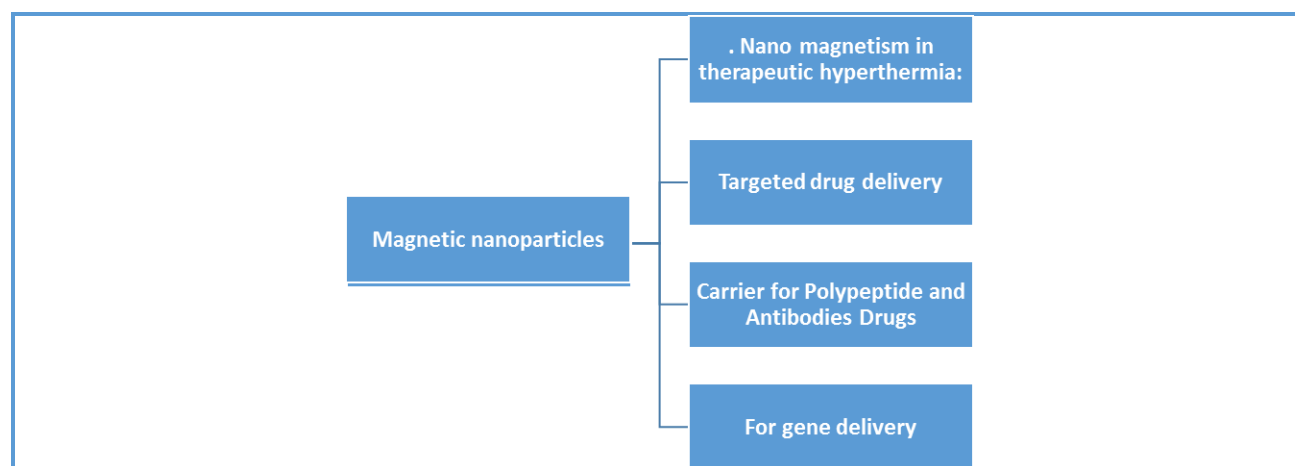 . Nano magnetism in
therapeutic hyperthermia:
Targeted drug delivery
Magnetic nanoparticles
Carrier for Polypeptide and
Antibodies Drugs
For gene delivery